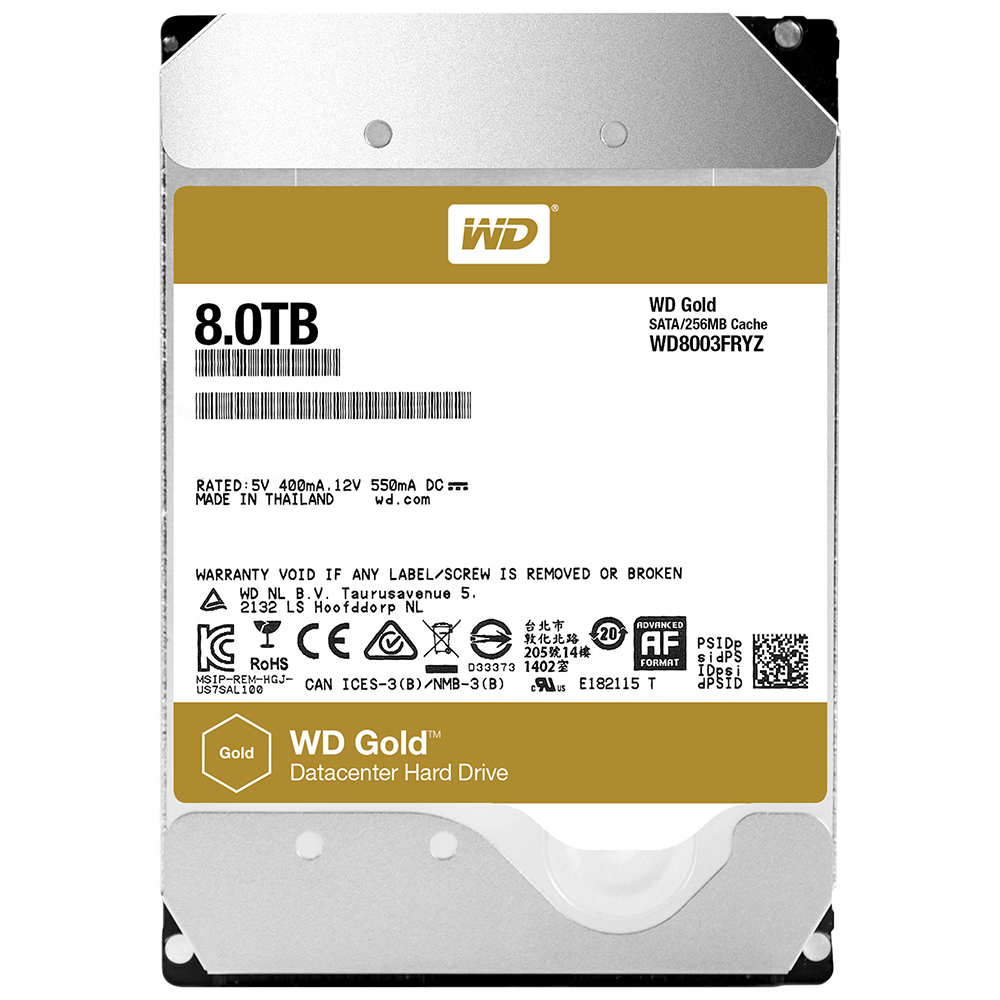 WD®
8.0TB
WD Gold
SATA/256MB Cache
WD8003FRYZ
RATED:5V 400mA.12V 550mA DC
MADE IN THAILAND wd.com
WARRANTY VOID IF ANY LABEL/SCREW IS REMOVED OR BROKEN
WD NL B.V. Taurusavenue 5.
2132 LS Hoofddorp NL
RoHS
CE
D33373
台北市
敦化北路
205號14樓
1402室
20
ADVANCED
AF
FORMAT
PSIDp
sidPS
IDpsi
dPSID
MSIP-REM-HGJ-
US7SAL100
CAN ICES-3(B)/NMB-3(B)
c RU us
E182115 T
Gold
WD Gold™
Datacenter Hard Drive